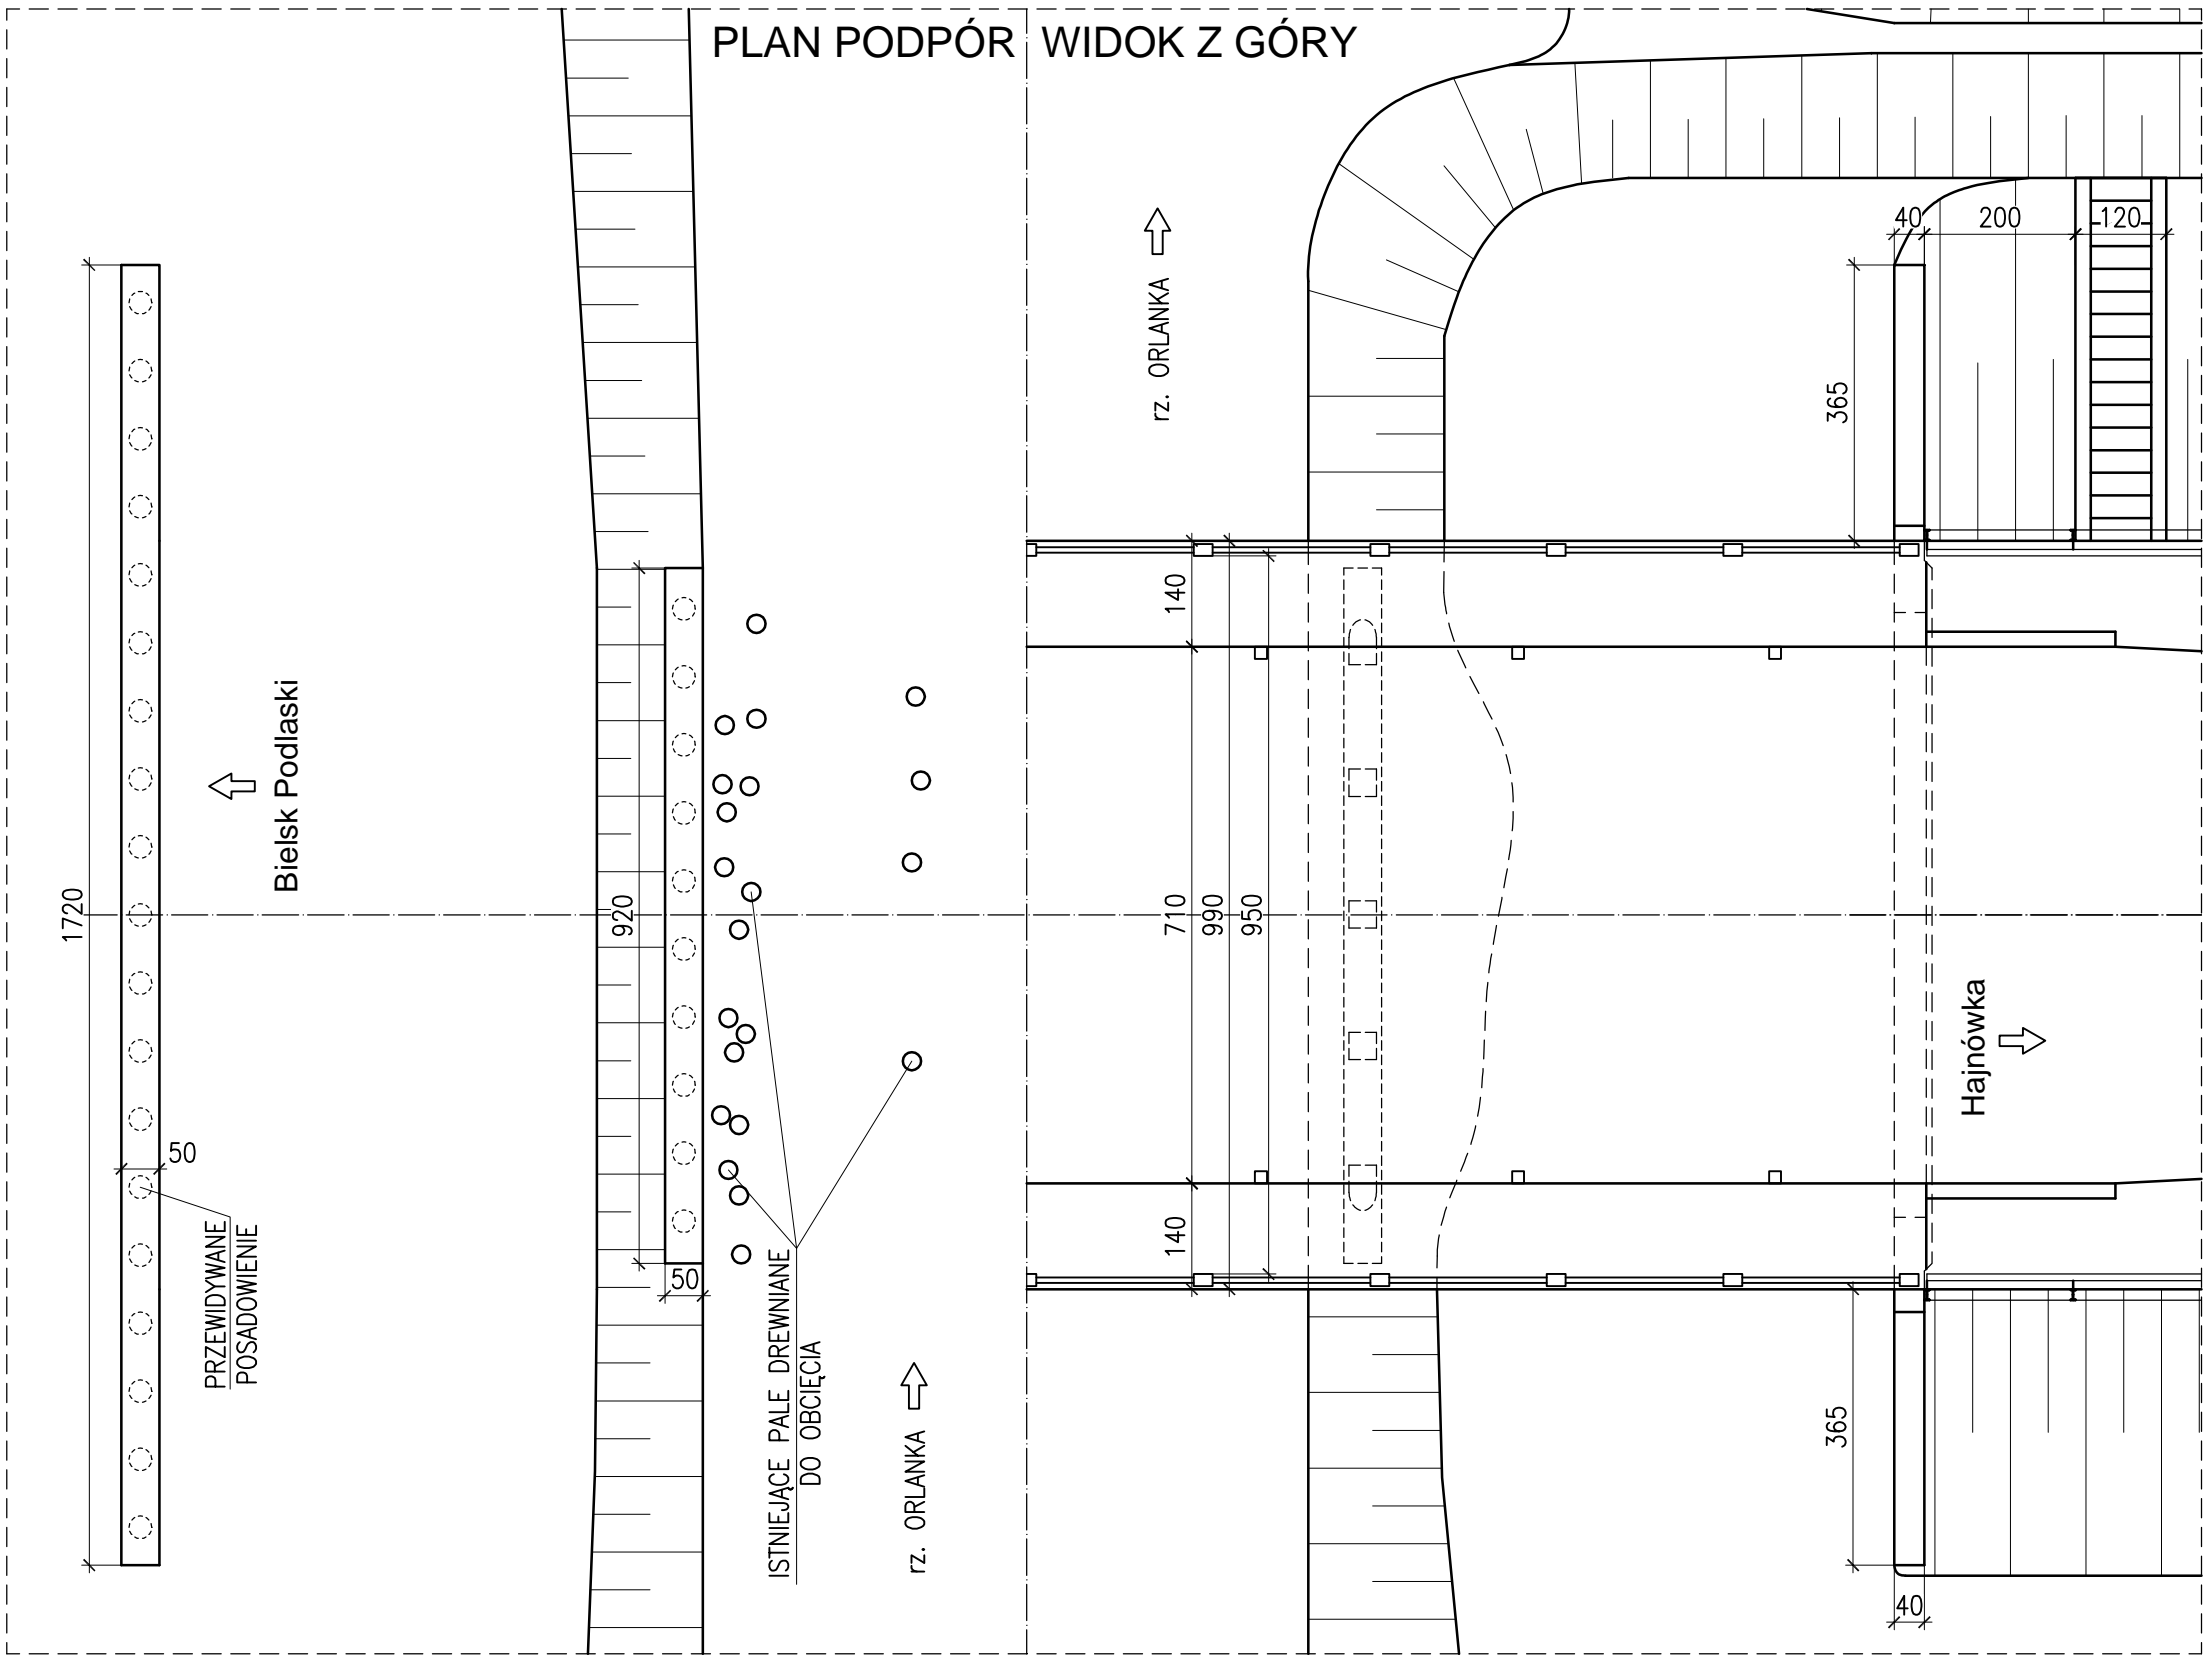 PLAN PODPÓR
WIDOK Z GÓRY
1720
50
PRZEWIDYWANE
POSADOWIENIE
Bielsk Podlaski
920
50
ISTNIEJĄCE PALE DREWNIANE
DO OBCIĘCIA
rz. ORLANKA
rz. ORLANKA
140
710
990
950
140
365
40
200
120
Hajnówka
365
40